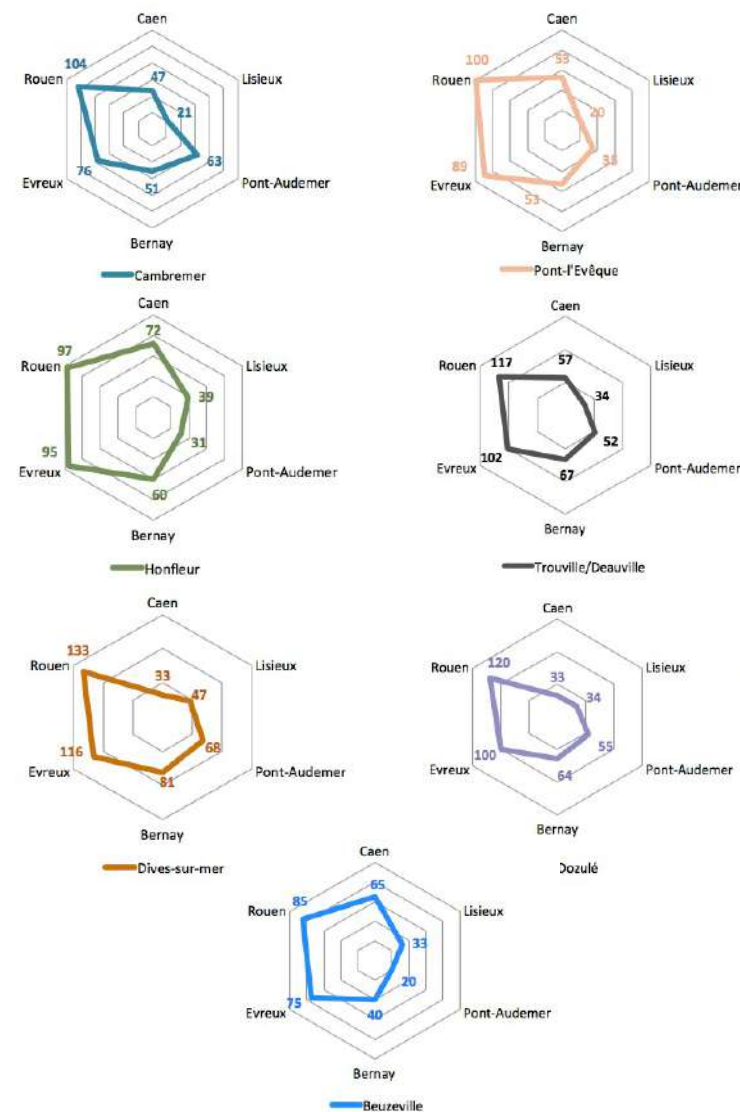 Caen
104
Rouen
47
Lisieux
21
63
76
Evreux
51
Pont-Audemer
Bernay
Cambremer
Caen
100
Rouen
53
Lisieux
20
89
Evreux
53
Pont-Audemer
Bernay
Pont-l'Evêque
Caen
97
Rouen
72
Lisieux
39
31
95
Evreux
60
Pont-Audemer
Bernay
Honfleur
Caen
117
Rouen
57
Lisieux
34
52
102
Evreux
67
Pont-Audemer
Bernay
Trouville/Deauville
Caen
133
Rouen
33
Lisieux
47
68
116
Evreux
81
Pont-Audemer
Bernay
Dives-sur-mer
Caen
120
Rouen
33
Lisieux
34
55
100
Evreux
64
Pont-Audemer
Bernay
Dozulé
Caen
85
Rouen
65
Lisieux
33
20
75
Evreux
40
Pont-Audemer
Bernay
Beuzeville